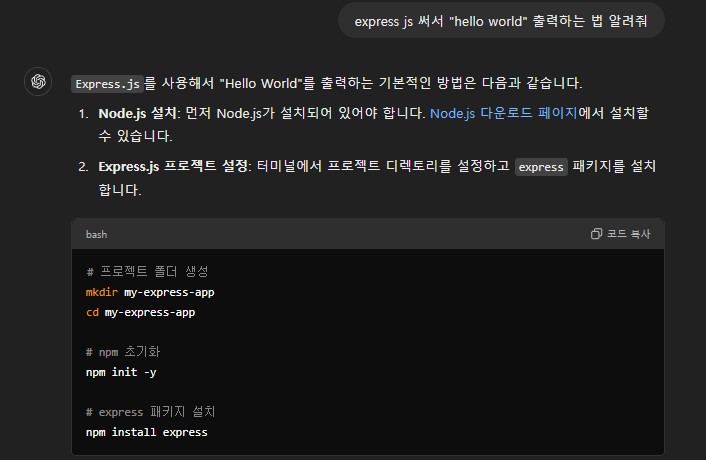 express js 써서 "hello world" 출력하는 법 알려줘
Express.js를 사용해서 "Hello World"를 출력하는 기본적인 방법은 다음과 같습니다.
1. Node.js 설치: 먼저 Node.js가 설치되어 있어야 합니다. Node.js 다운로드 페이지에서 설치할
수 있습니다.
2. Express.js 프로젝트 설정: 터미널에서 프로젝트 디렉토리를 설정하고 express 패키지를 설치
합니다.
bash 코드 복사
# 프로젝트 폴더 생성
mkdir my-express-app
cd my-express-app
# npm 초기화
npm init -y
# express 패키지 설치
npm install express